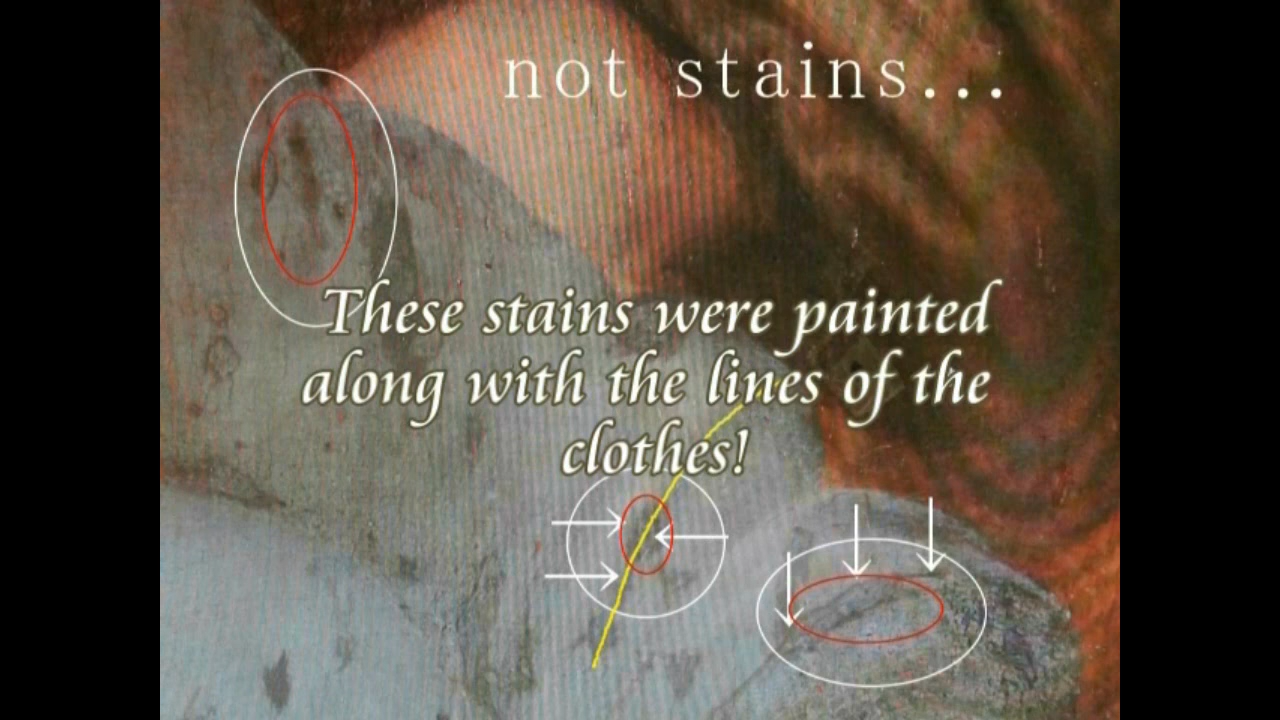 not stains...
These stains were painted
along with the lines of the
clothes!